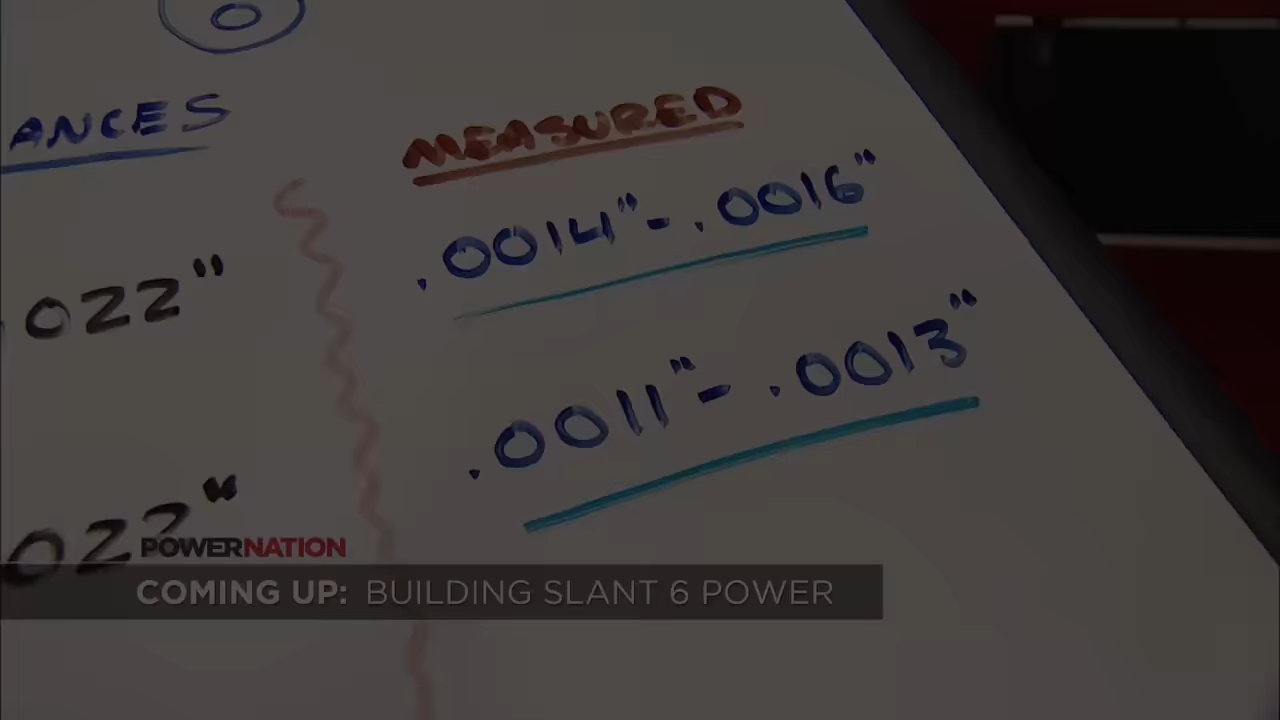 ANCES
MEASURED
.0014"- .0016"
022"
.0011"- .0013"
022"
POWERNATION
COMING UP: BUILDING SLANT 6 POWER